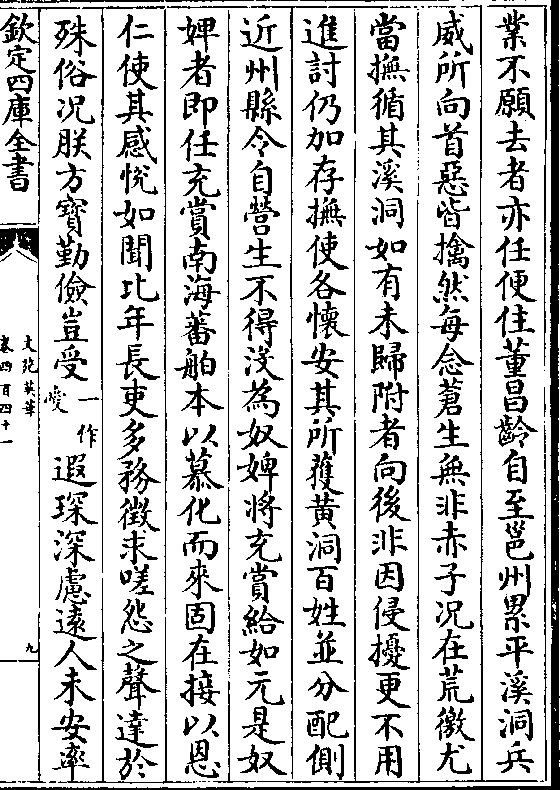 業不願去者亦任便住董昌齡自至邕州累平溪洞兵
威所向首惡皆擒然每念蒼生無非赤子况在荒徼尤
當撫循其溪洞如有未歸附者向後非因侵擾更不用
進討仍加存撫使各懷安其所獲黄洞百姓並分配側
近州縣令自營生不得沒為奴婢將充賞給如元是奴
婢者即任充賞南海蕃舶本以慕化而來固在接以恩
仁使其感悅如聞比年長吏多務徵求嗟怨之聲達於
殊俗况朕方寶勤儉豈受一作愛遐琛深慮遠人未安率
欽定四庫全書
文苑英華
卷四百四十一
九